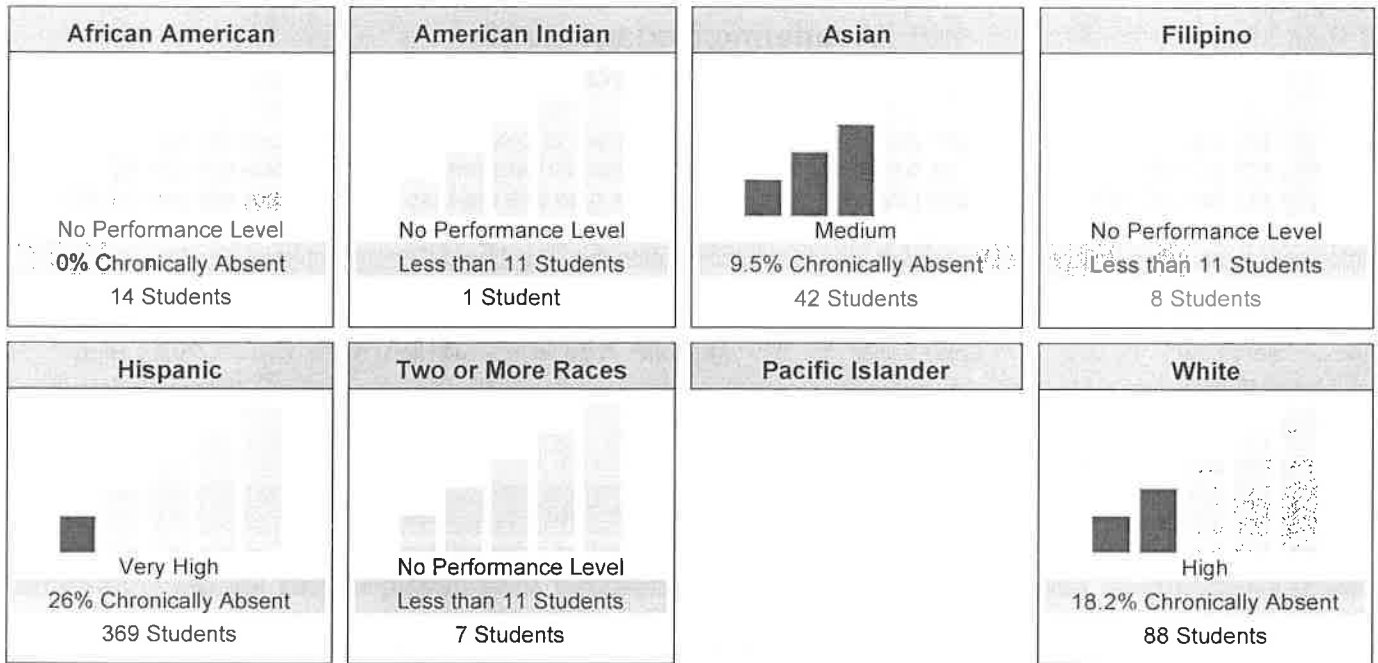 African American
No Performance Level
0% Chronically Absent
14 Students
American Indian
No Performance Level
Less than 11 Students
1 Student
Asian
Medium
9.5% Chronically Absent
42 Students
Filipino
No Performance Level
Less than 11 Students
8 Students
Hispanic
Very High
26% Chronically Absent
369 Students
Two or More Races
No Performance Level
Less than 11 Students
7 Students
Pacific Islander
White
High
18.2% Chronically Absent
88 Students